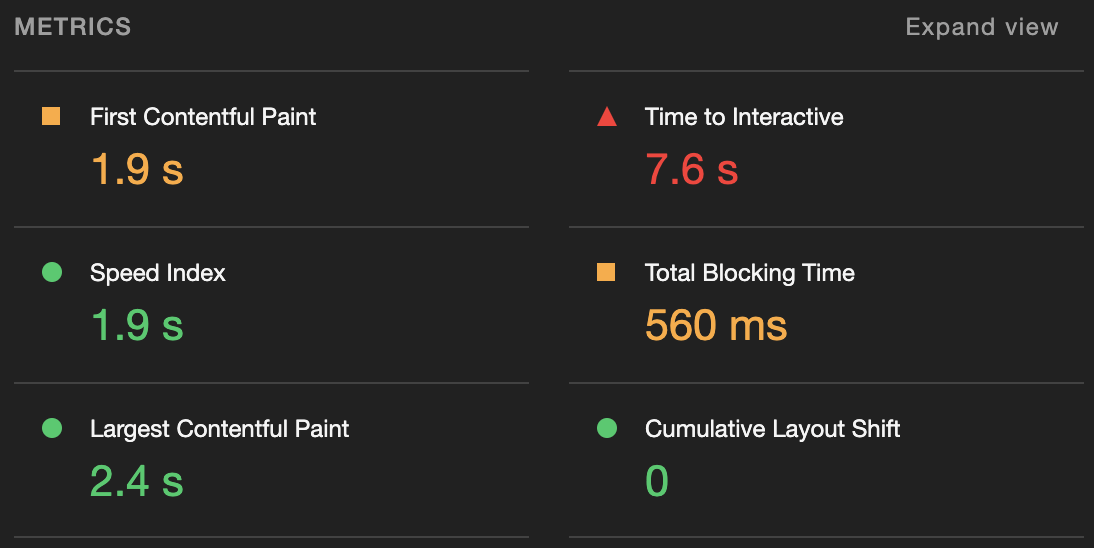 METRICS
Expand view
First Contentful Paint
1.9 s
Time to Interactive
7.6 s
Speed Index
1.9 s
Total Blocking Time
560 ms
Largest Contentful Paint
2.4 s
Cumulative Layout Shift
0